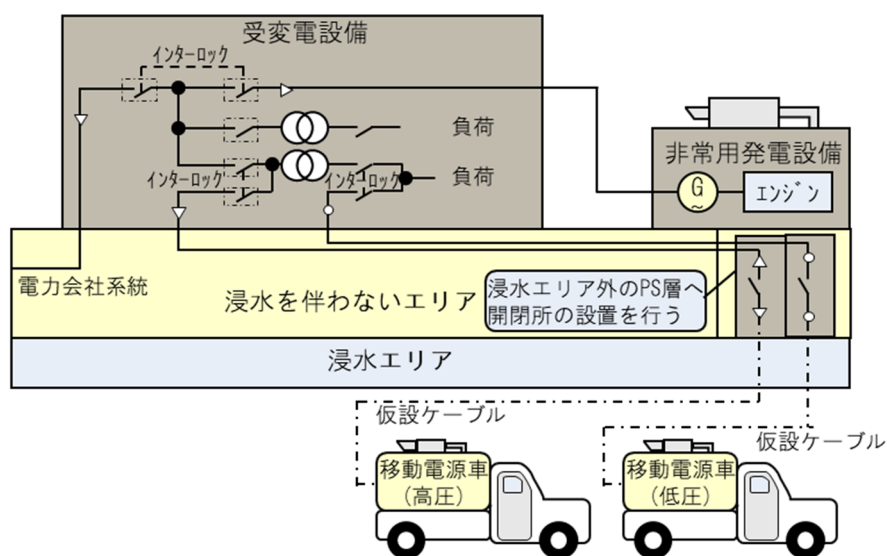 受変電設備
インターロック
負荷
インターロック
インターロック
負荷
非常用発電設備
G
~
エンジン
電力会社系統
浸水を伴わないエリア
浸水エリア外のPS層へ
開閉所の設置を行う
浸水エリア
仮設ケーブル
仮設ケーブル
移動電源車
(高圧)
移動電源車
(低圧)